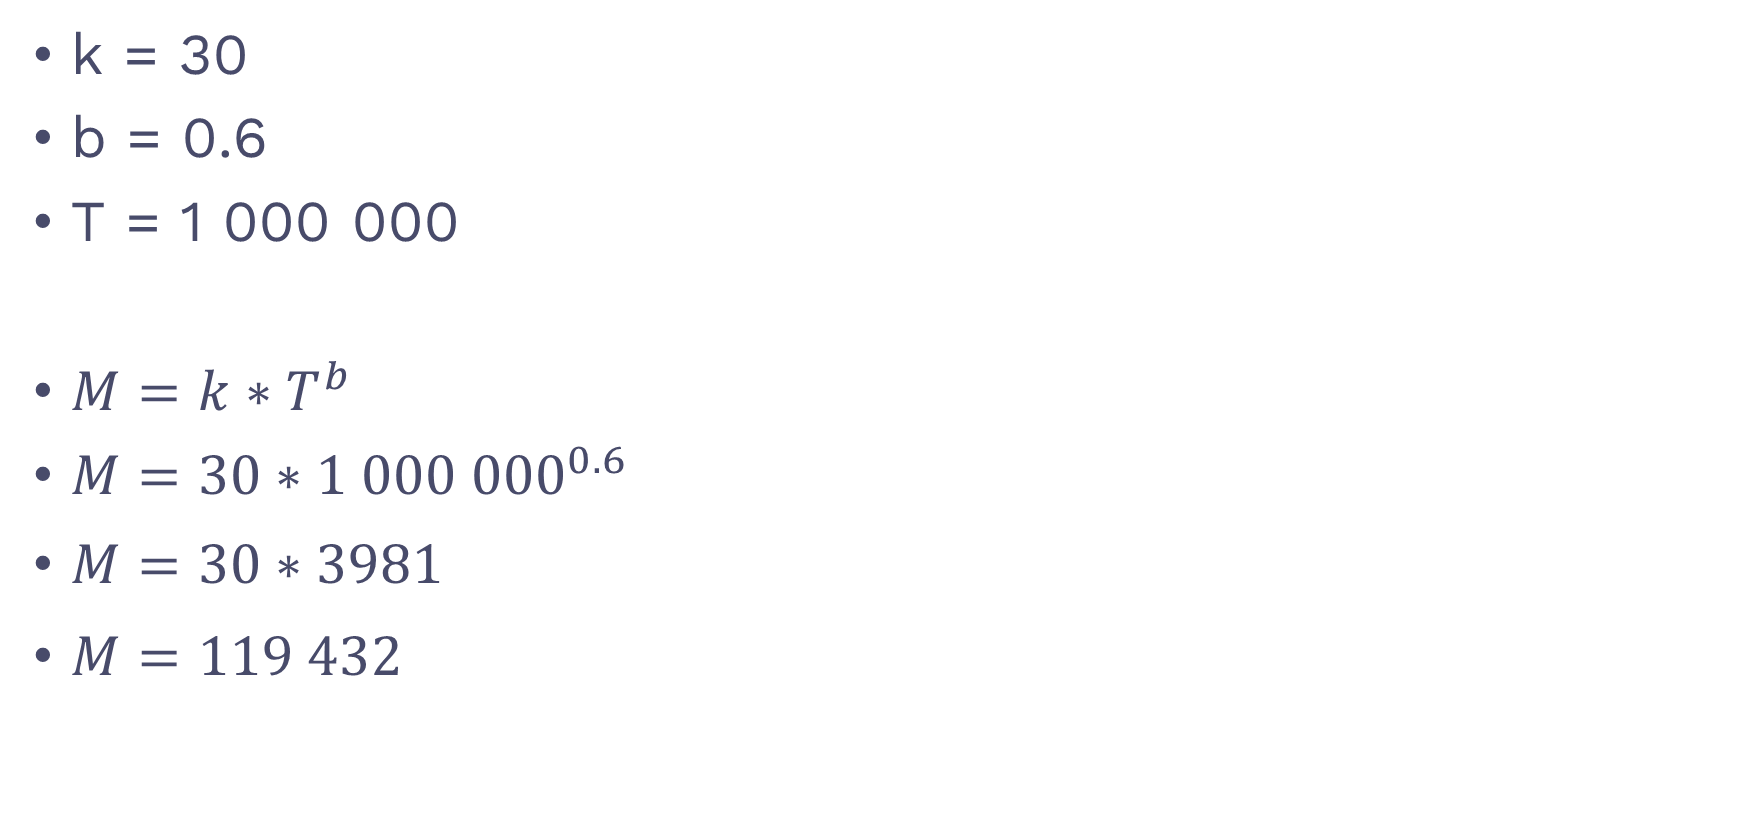 • k = 30
• b = 0.6
• T = 1 000 000
• M = k ∗ T^b
• M = 30 ∗ 1 000 000^0.6
• M = 30 ∗ 3981
• M = 119 432